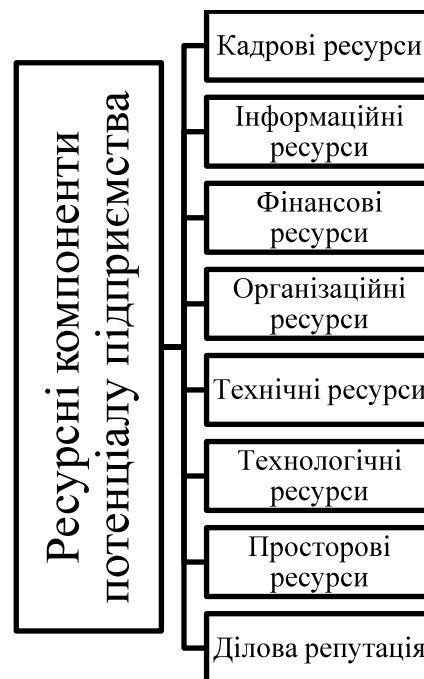 Ресурсні компоненти
потенціалу підприємства
Кадрові ресурси
Інформаційні
ресурси
Фінансові
ресурси
Організаційні
ресурси
Технічні ресурси
Технологічні
ресурси
Просторові
ресурси
Ділова репутація